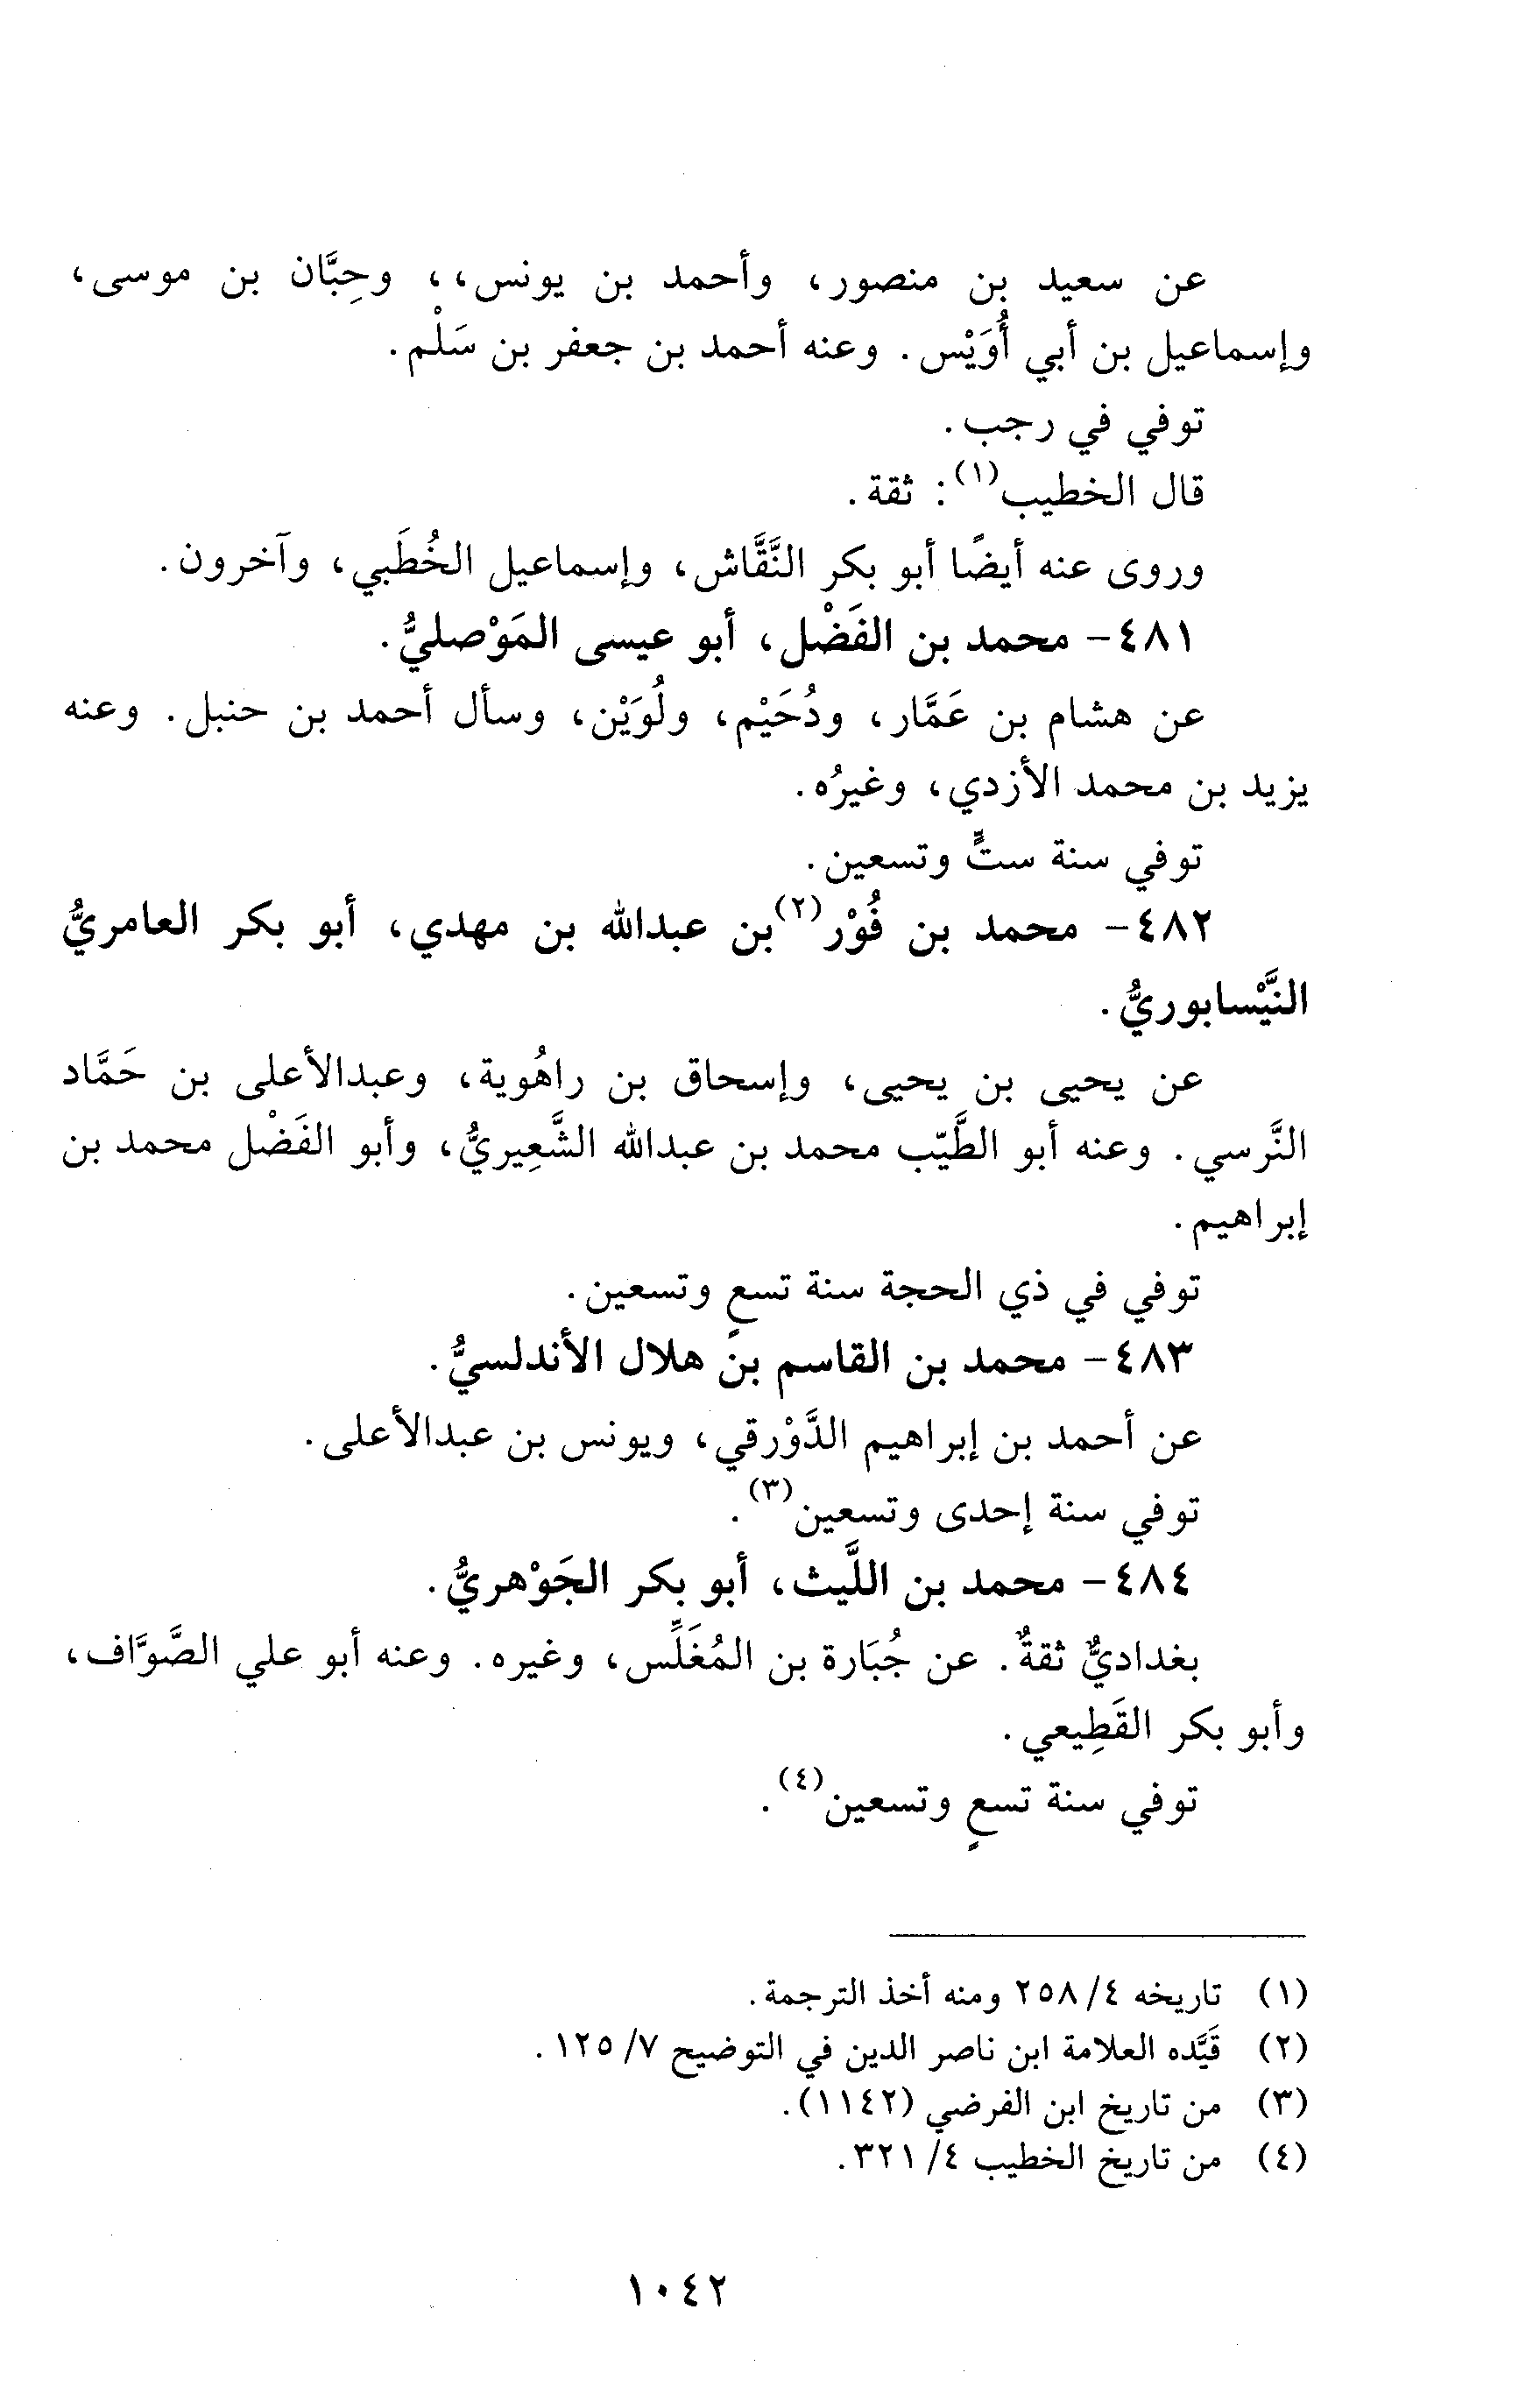 عن سعيد بن منصور، وأحمد بن يونس،، وحِبَّان بن موسى،
وإسماعيل بن أبي أُوَيْس. وعنه أحمد بن جعفر بن سَلْم.
توفي في رجب.
قال الخطيب(١): ثقة.
وروى عنه أيضًا أبو بكر النَّقَّاش، وإسماعيل الخُطَبي، وآخرون.
٤٨١- محمد بن الفَضْل، أبو عيسى المَوْصليُّ.
عن هشام بن عَمَّار، ودُحَيْم، ولُوَيْن، وسأل أحمد بن حنبل. وعنه
يزيد بن محمد الأزدي، وغيرُه.
توفي سنة ستٍّ وتسعين.
٤٨٢- محمد بن فُوْر(٢) بن عبدالله بن مهدي، أبو بكر العامريُّ
النَّيْسابوريُّ.
عن يحيى بن يحيى، وإسحاق بن راهُوية، وعبدالأعلى بن حَمَّاد
النَّرسي. وعنه أبو الطَّيّب محمد بن عبدالله الشَّعِيريُّ، وأبو الفَضْل محمد بن
إبراهيم.
توفي في ذي الحجة سنة تسعٍ وتسعين.
٤٨٣- محمد بن القاسم بن هلال الأندلسيُّ.
عن أحمد بن إبراهيم الدَّوْرقي، ويونس بن عبدالأعلى.
توفي سنة إحدى وتسعين(٣).
٤٨٤- محمد بن اللَّيث، أبو بكر الجَوْهريُّ.
بغداديٌّ ثقةٌ. عن جُبَارة بن المُغَلِّس، وغيره. وعنه أبو علي الصَّوَّاف،
وأبو بكر القَطِيعي.
توفي سنة تسعٍ وتسعين(٤).
(١) تاريخه ٤/ ٢٥٨ ومنه أخذ الترجمة.
(٢) قَيَّده العلامة ابن ناصر الدين في التوضيح ٧/ ١٢٥.
(٣) من تاريخ ابن الفرضي (١١٤٢).
(٤) من تاريخ الخطيب ٤/ ٣٢١.
١٠٤٢